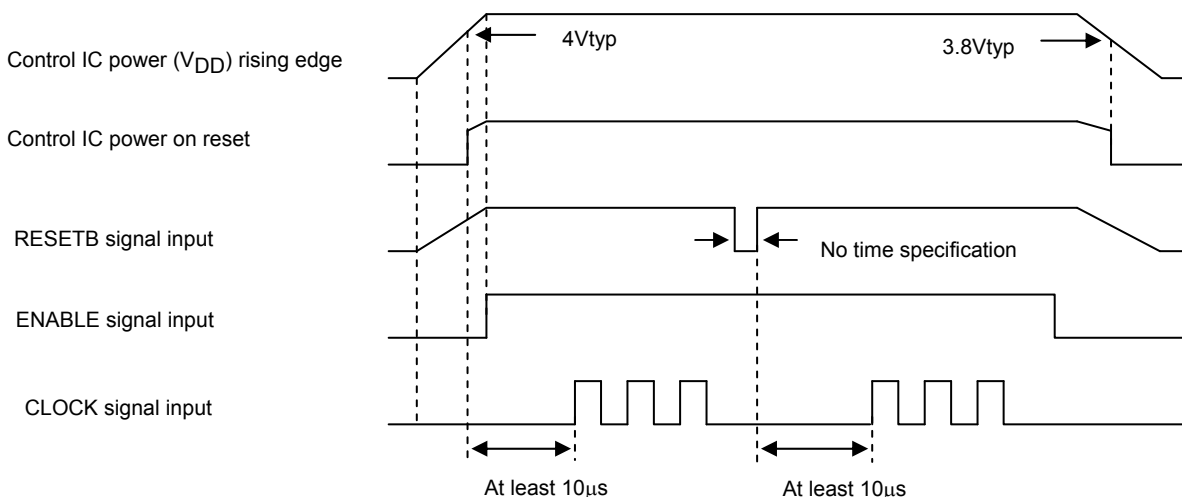 4Vtyp
3.8Vtyp
Control IC power (VDD) rising edge
Control IC power on reset
RESETB signal input
No time specification
ENABLE signal input
CLOCK signal input
At least 10μs
At least 10μs